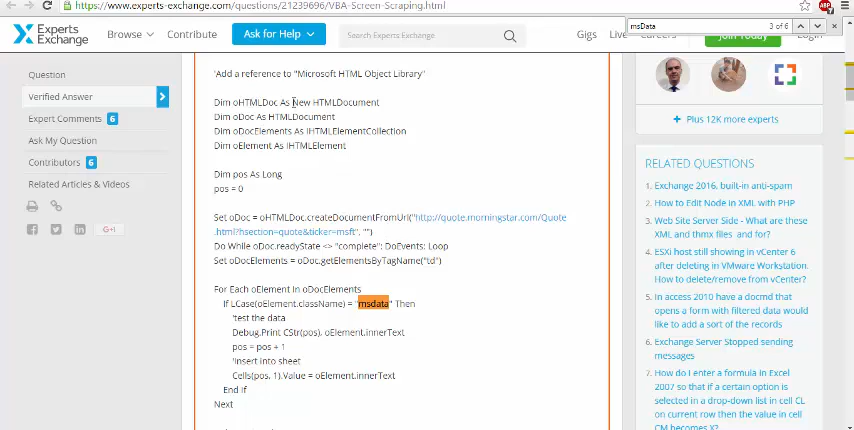 https://www.experts-exchange.com/questions/21239696/VBA-Screen-Scraping.html
ABP
msData
3 of 6
Experts Exchange
Browse
Contribute
Ask for Help
Search Experts Exchange
Gigs
Live
Careers
Join Today
Login
Question
Verified Answer
Expert Comments 6
Ask My Question
Contributors 6
Related Articles & Videos
G+1
'Add a reference to "Microsoft HTML Object Library"
Dim oHTMLDoc As New HTMLDocument
Dim oDoc As HTMLDocument
Dim oDocElements As IHTMLElementCollection
Dim oElement As IHTMLElement
Dim pos As Long
pos = 0
Set oDoc = oHTMLDoc.createDocumentFromUrl("http://quote.morningstar.com/Quote
.html?hsection=quote&ticker=msft", "")
Do While oDoc.readyState <> "complete": DoEvents: Loop
Set oDocElements = oDoc.getElementsByTagName("td")
For Each oElement In oDocElements
If LCase(oElement.className) = "msdata" Then
'test the data
Debug.Print CStr(pos), oElement.innerText
pos = pos + 1
'insert into sheet
Cells(pos, 1).Value = oElement.innerText
End If
Next
+ Plus 12K more experts
RELATED QUESTIONS
1. Exchange 2016, built-in anti-spam
2. How to Edit Node in XML with PHP
3. Web Site Server Side - What are these
XML and thmx files and for?
4. ESXi host still showing in vCenter 6
after deleting in VMware Workstation.
How to delete/remove from vCenter?
5. In access 2010 have a docmd that
opens a form with filtered data would
like to add a sort of the records
6. Exchange Server Stopped sending
messages
7. How do I enter a formula in Excel
2007 so that if a certain option is
selected in a drop-down list in cell CL
on current row then the value in cell
CM becomes X?